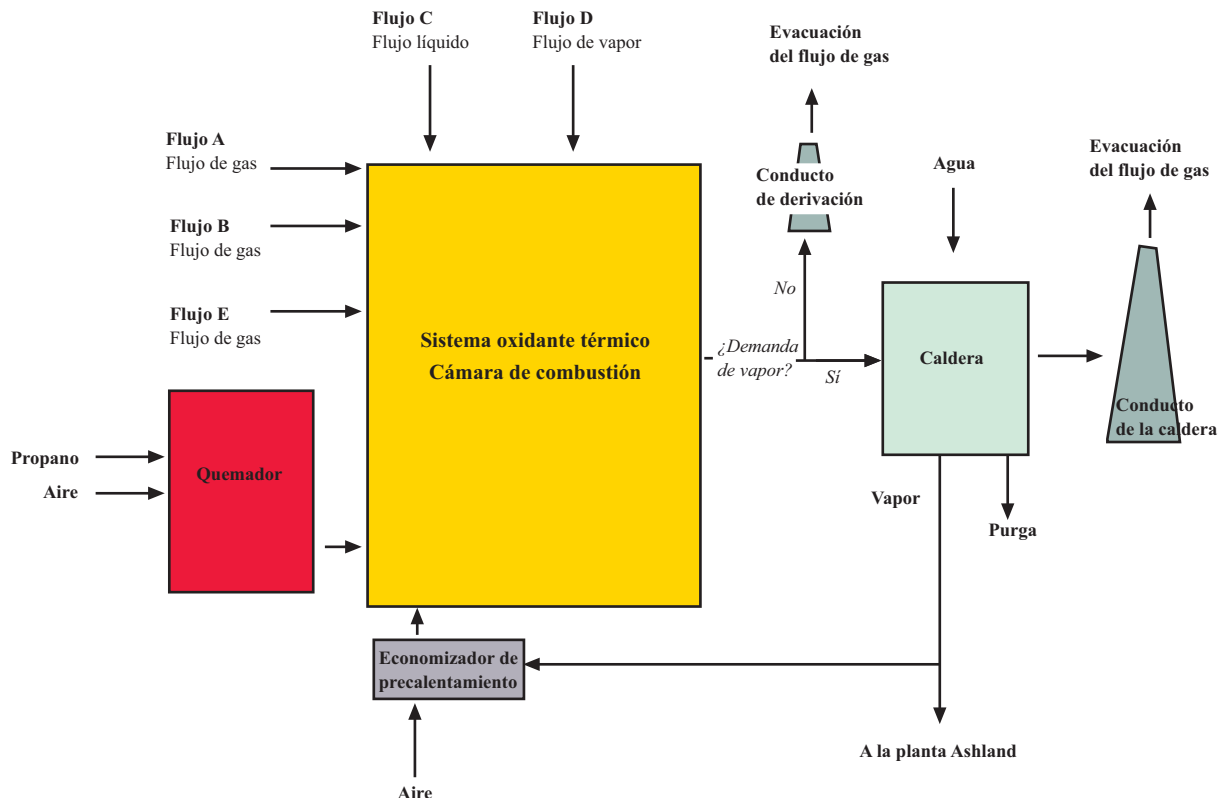 Flujo C
Flujo líquido
Flujo D
Flujo de vapor
Evacuación
del flujo de gas
Flujo A
Flujo de gas
Conducto
de derivación
Agua
Evacuación
del flujo de gas
Flujo B
Flujo de gas
No
Flujo E
Flujo de gas
Sistema oxidante térmico
Cámara de combustión
¿Demanda
de vapor?
Sí
Caldera
Conducto
de la caldera
Propano
Aire
Quemador
Vapor
Purga
Economizador de
precalentamiento
A la planta Ashland
Aire